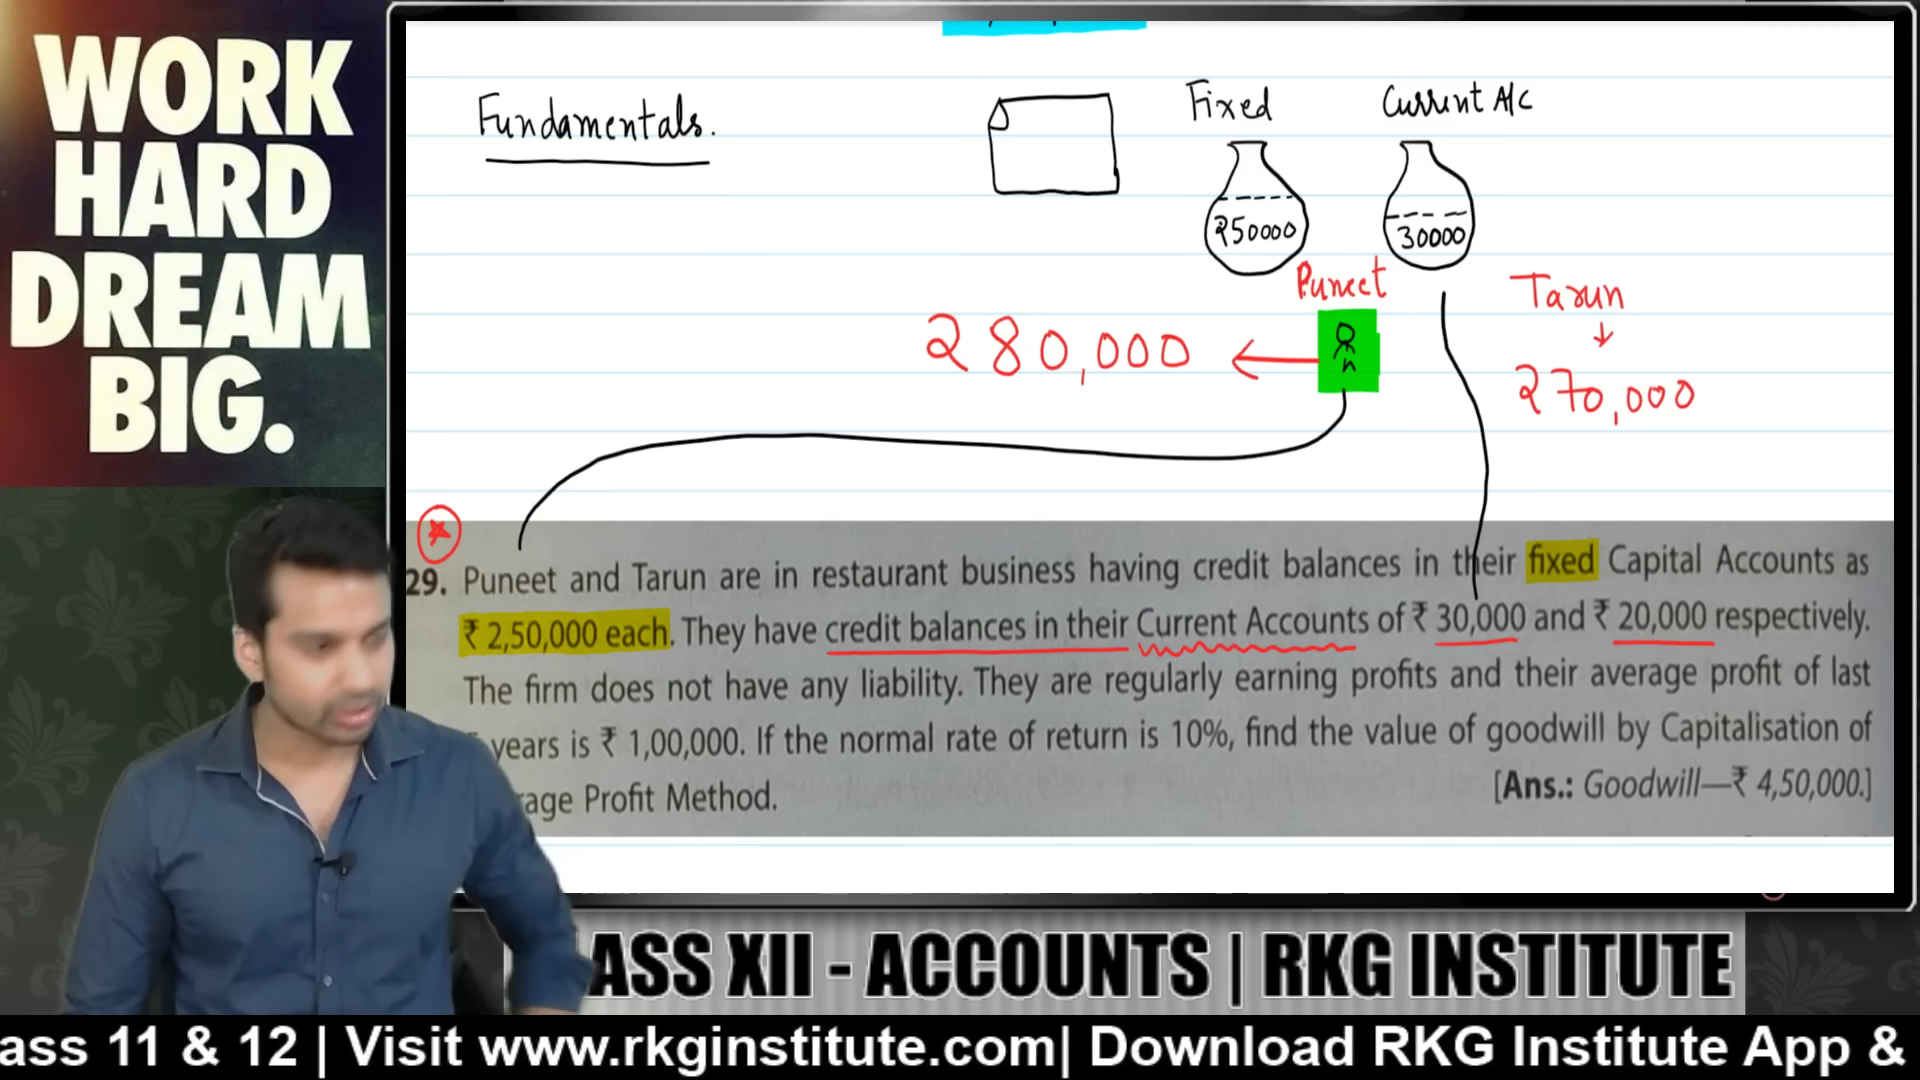 WORK
HARD
DREAM
BIG.
Fundamentals.
Fixed
Current A/c
250000
30000
Puneet
Tarun
280,000
270,000
29. Puneet and Tarun are in restaurant business having credit balances in their fixed Capital Accounts as
₹ 2,50,000 each. They have credit balances in their Current Accounts of ₹ 30,000 and ₹ 20,000 respectively.
The firm does not have any liability. They are regularly earning profits and their average profit of last
years is ₹ 1,00,000. If the normal rate of return is 10%, find the value of goodwill by Capitalisation of
rage Profit Method.
[Ans.: Goodwill—₹ 4,50,000.]
LASS XII - ACCOUNTS | RKG INSTITUTE
ass 11 & 12 | Visit www.rkginstitute.com| Download RKG Institute App &